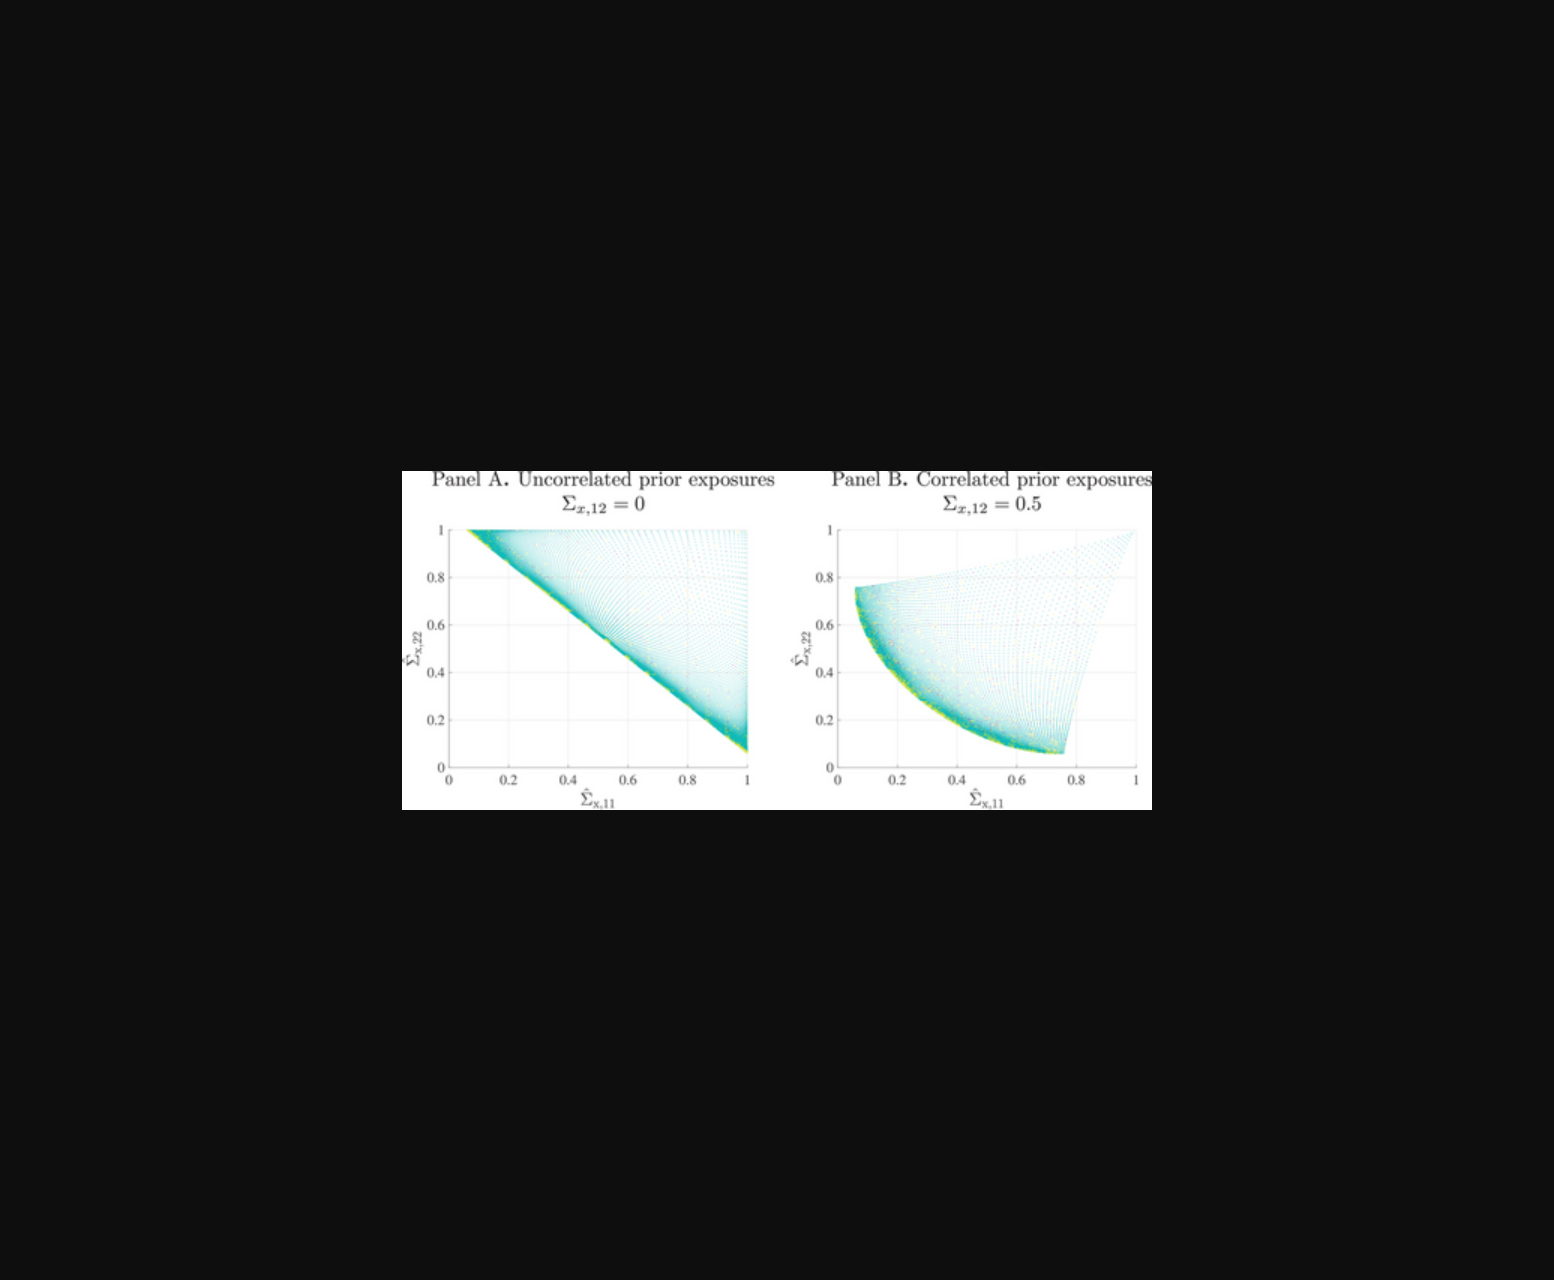 Panel A. Uncorrelated prior exposures
Σ_{x,12} = 0
1
0.8
0.6
0.4
0.2
0
0 0.2 0.4 0.6 0.8 1
Σ̂_{x,22}
Σ̂_{x,11}
Panel B. Correlated prior exposures
Σ_{x,12} = 0.5
1
0.8
0.6
0.4
0.2
0
0 0.2 0.4 0.6 0.8 1
Σ̂_{x,22}
Σ̂_{x,11}